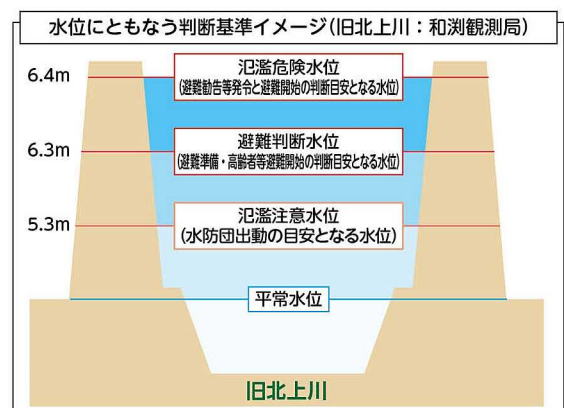 水位にともなう判断基準イメージ(旧北上川：和渕観測局)
6.4m
氾濫危険水位
(避難勧告等発令と避難開始の判断目安となる水位)
6.3m
避難判断水位
(避難準備・高齢者等避難開始の判断目安となる水位)
5.3m
氾濫注意水位
(水防団出動の目安となる水位)
平常水位
旧北上川